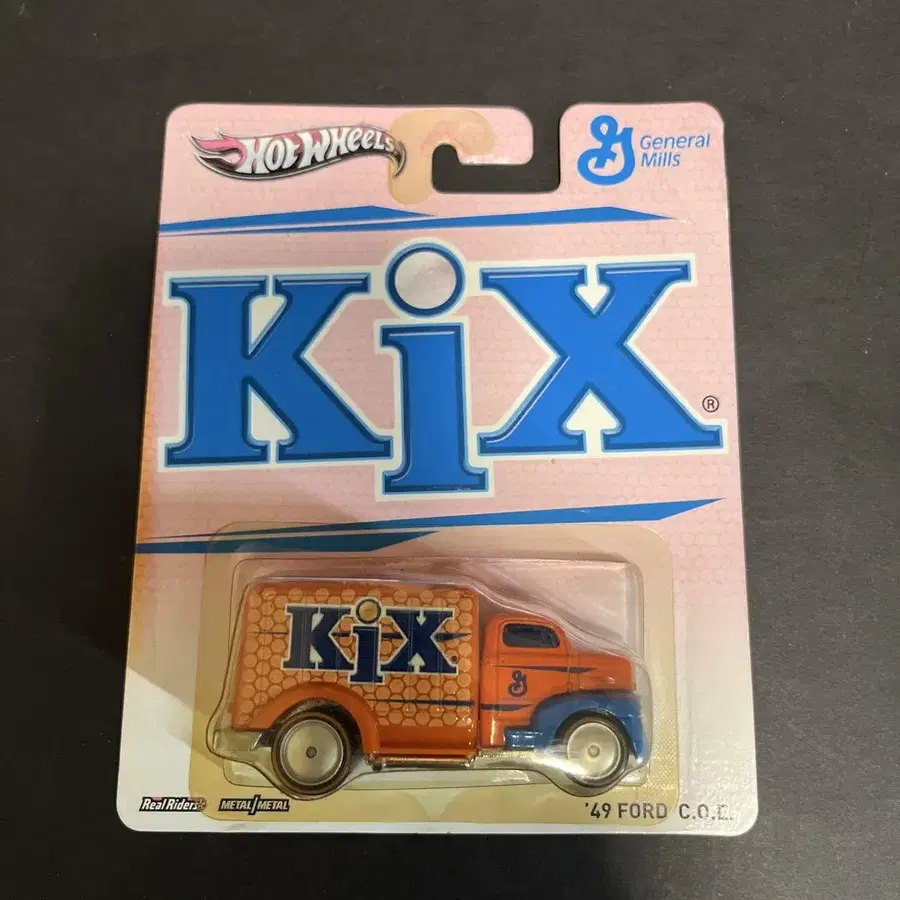 Hot Wheels
General
Mills
Kix
®
Kix
Real Riders
METAL/METAL
'49 FORD C.O.E.